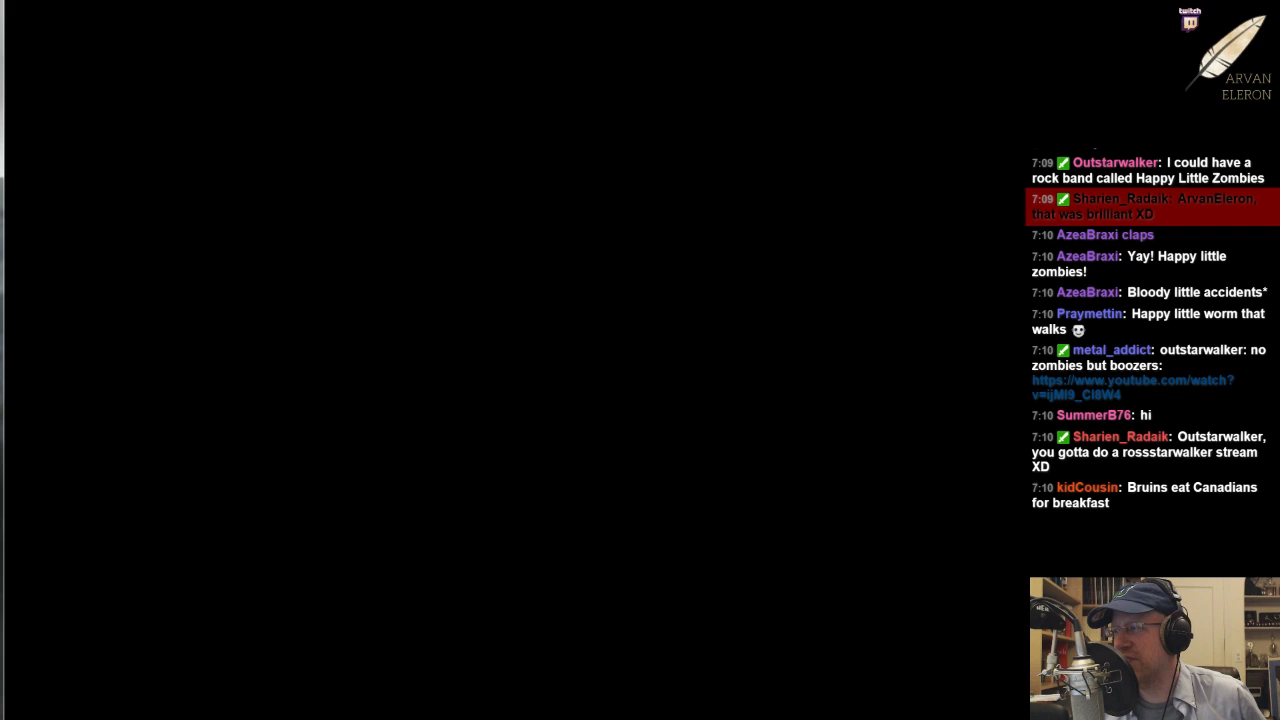 twitch
ARVAN
ELERON
7:09 Outstarwalker: I could have a
rock band called Happy Little Zombies
7:09 Sharien_Radaik: ArvanEleron,
that was brilliant XD
7:10 AzeaBraxi claps
7:10 AzeaBraxi: Yay! Happy little
zombies!
7:10 AzeaBraxi: Bloody little accidents*
7:10 Praymettin: Happy little worm that
walks
7:10 metal_addict: outstarwalker: no
zombies but boozers:
https://www.youtube.com/watch?
v=ijMI9_CI8W4
7:10 SummerB76: hi
7:10 Sharien_Radaik: Outstarwalker,
you gotta do a rossstarwalker stream
XD
7:10 kidCousin: Bruins eat Canadians
for breakfast